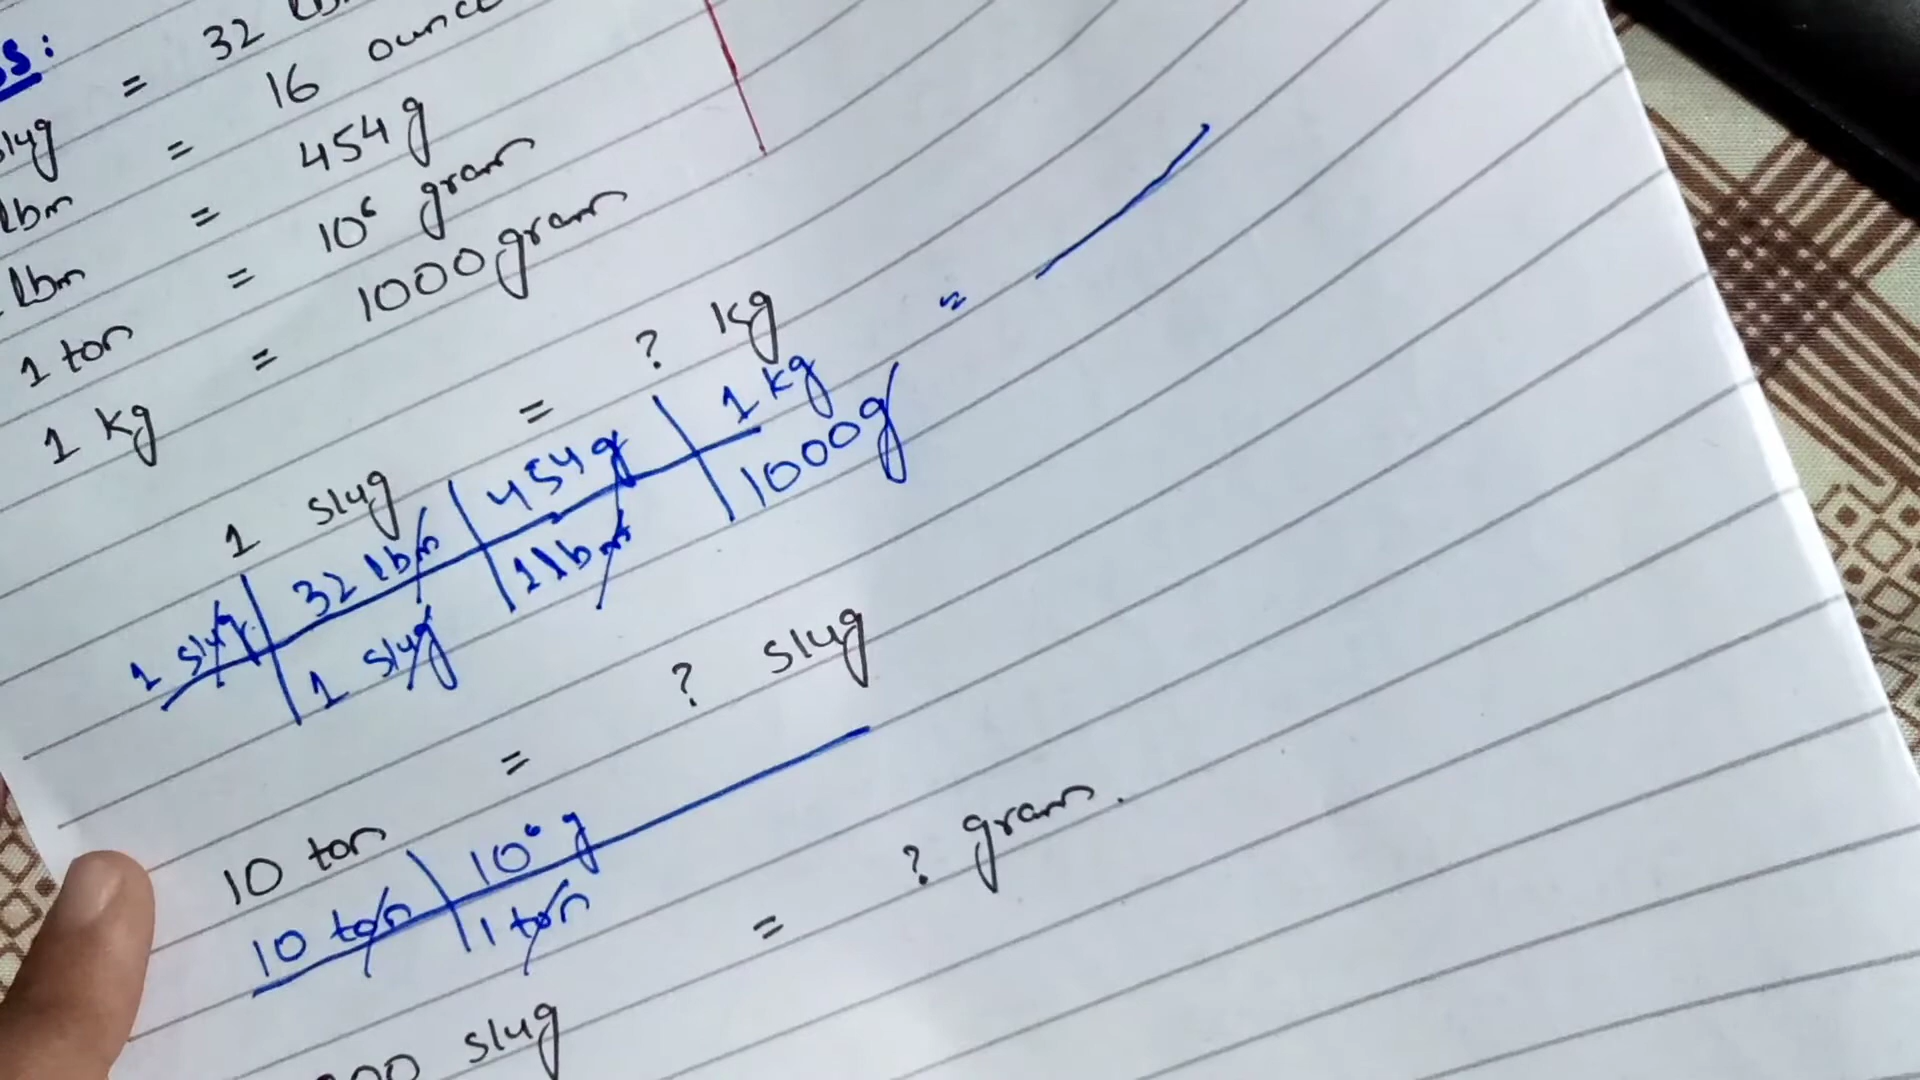 = 32
slug = 16
lbm = 454 g
lbm = 10⁶ gram
1 ton = 1000 gram
1 kg =
1 slug = ? kg
1 slug | 32 lbm | 454 g | 1 kg =
1 slug | 1 lbm | 1000 g
10 ton = ? slug
10 ton | 10⁶ g
1 ton
slug = ? gram.